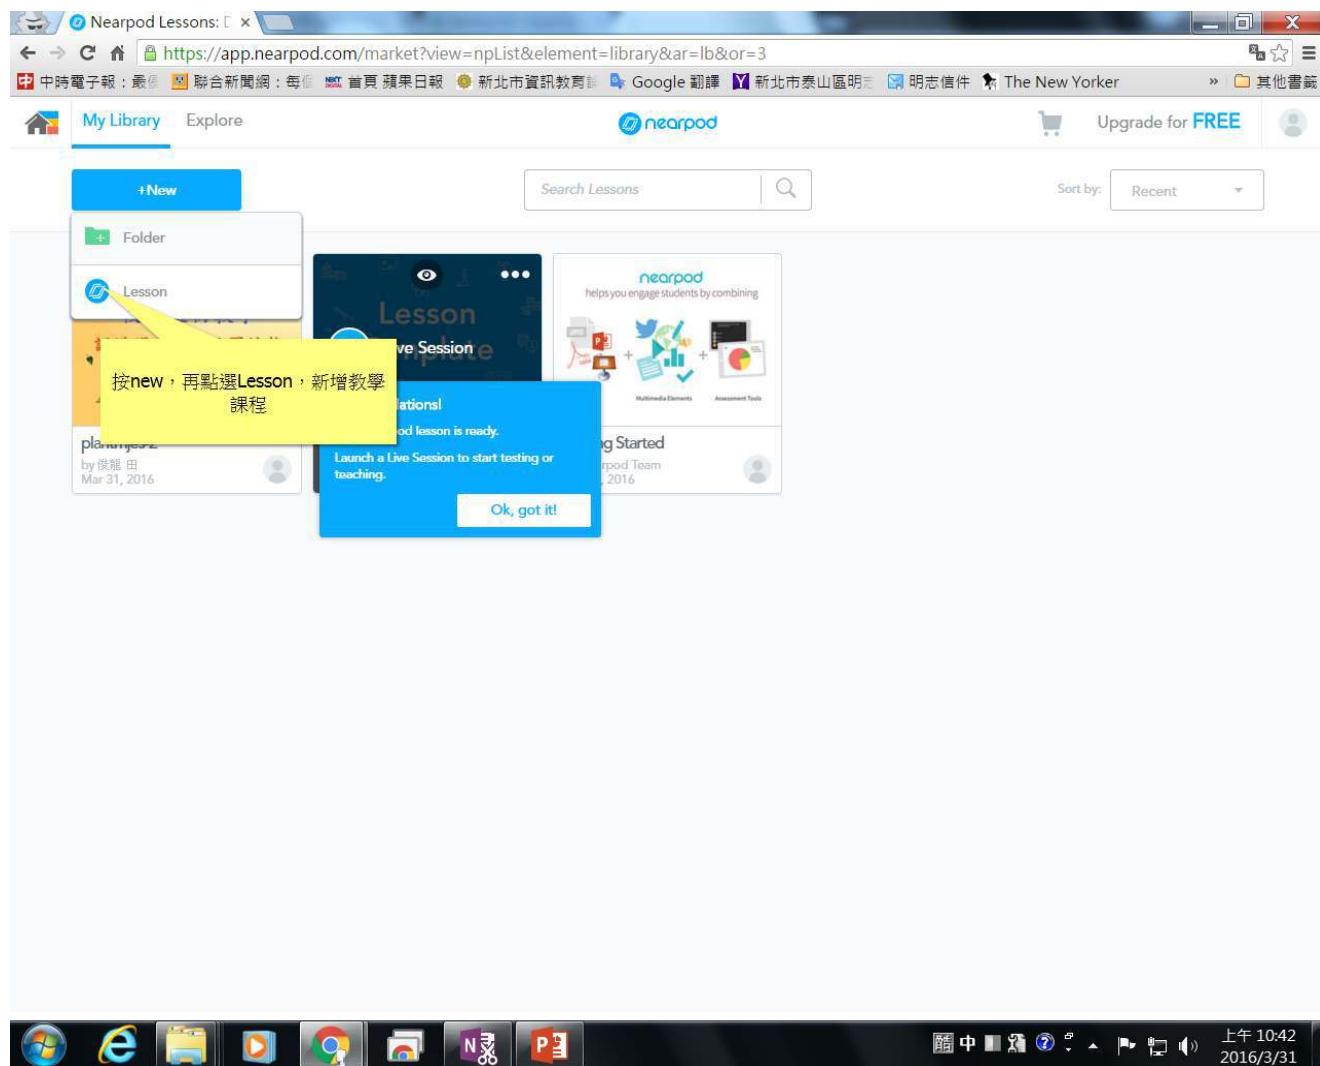 Nearpod Lessons: D
https://app.nearpod.com/market?view=npList&element=library&ar=lb&or=3
中時電子報：最 聯合新聞網：每 首頁 蘋果日報 新北市資訊教育 Google 翻譯 新北市泰山區明志 明志信件 The New Yorker » 其他書籤
My Library Explore nearpod Upgrade for FREE
+New Search Lessons Sort by: Recent
Folder
Lesson
按new，再點選Lesson，新增教學
課程
Lesson
ve Session
lations!
od lesson is ready.
Launch a Live Session to start testing or
teaching.
Ok, got it!
nearpod
helps you engage students by combining
Multimedia Elements Assessment Tools
g Started
rpod Team
, 2016
by 俊龍 田
Mar 31, 2016
中
上午 10:42
2016/3/31